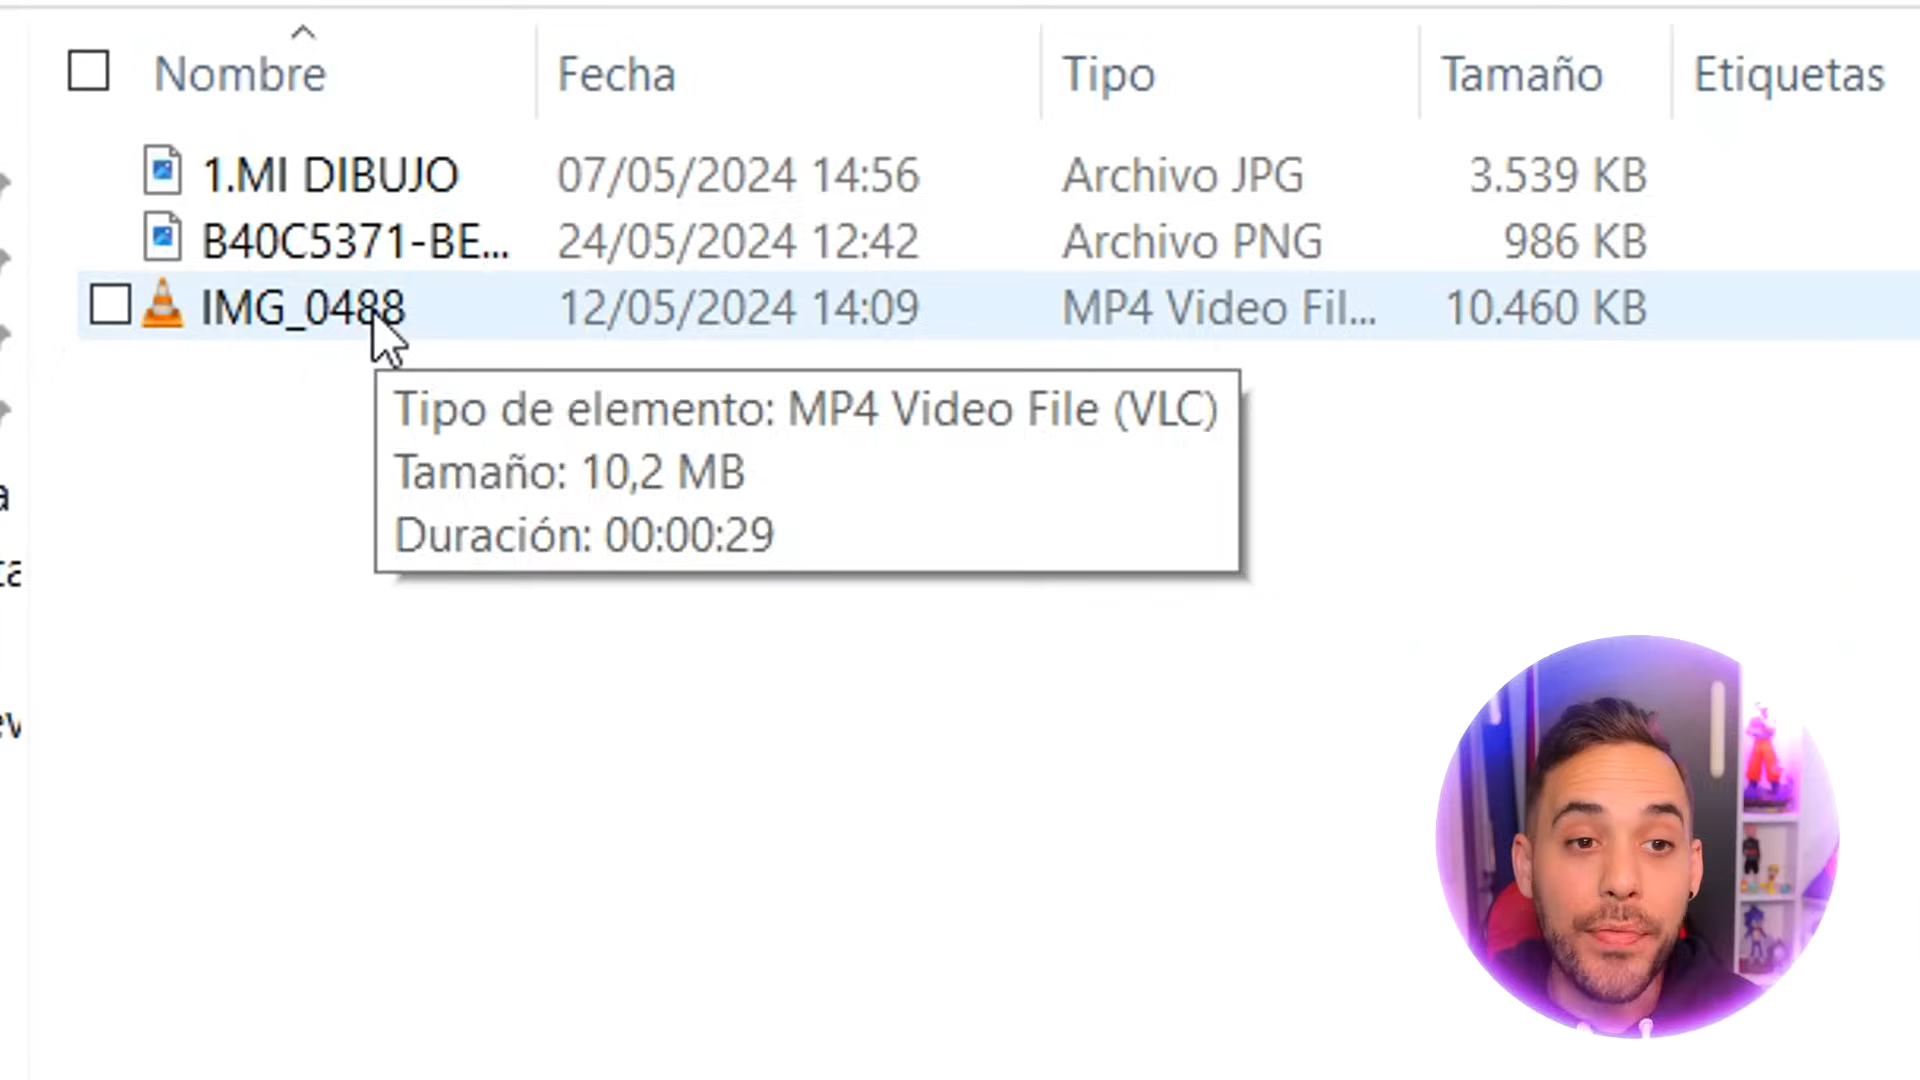 Nombre Fecha Tipo Tamaño Etiquetas
1.MI DIBUJO 07/05/2024 14:56 Archivo JPG 3.539 KB
B40C5371-BE... 24/05/2024 12:42 Archivo PNG 986 KB
IMG_0488 12/05/2024 14:09 MP4 Video Fil... 10.460 KB
Tipo de elemento: MP4 Video File (VLC)
Tamaño: 10,2 MB
Duración: 00:00:29